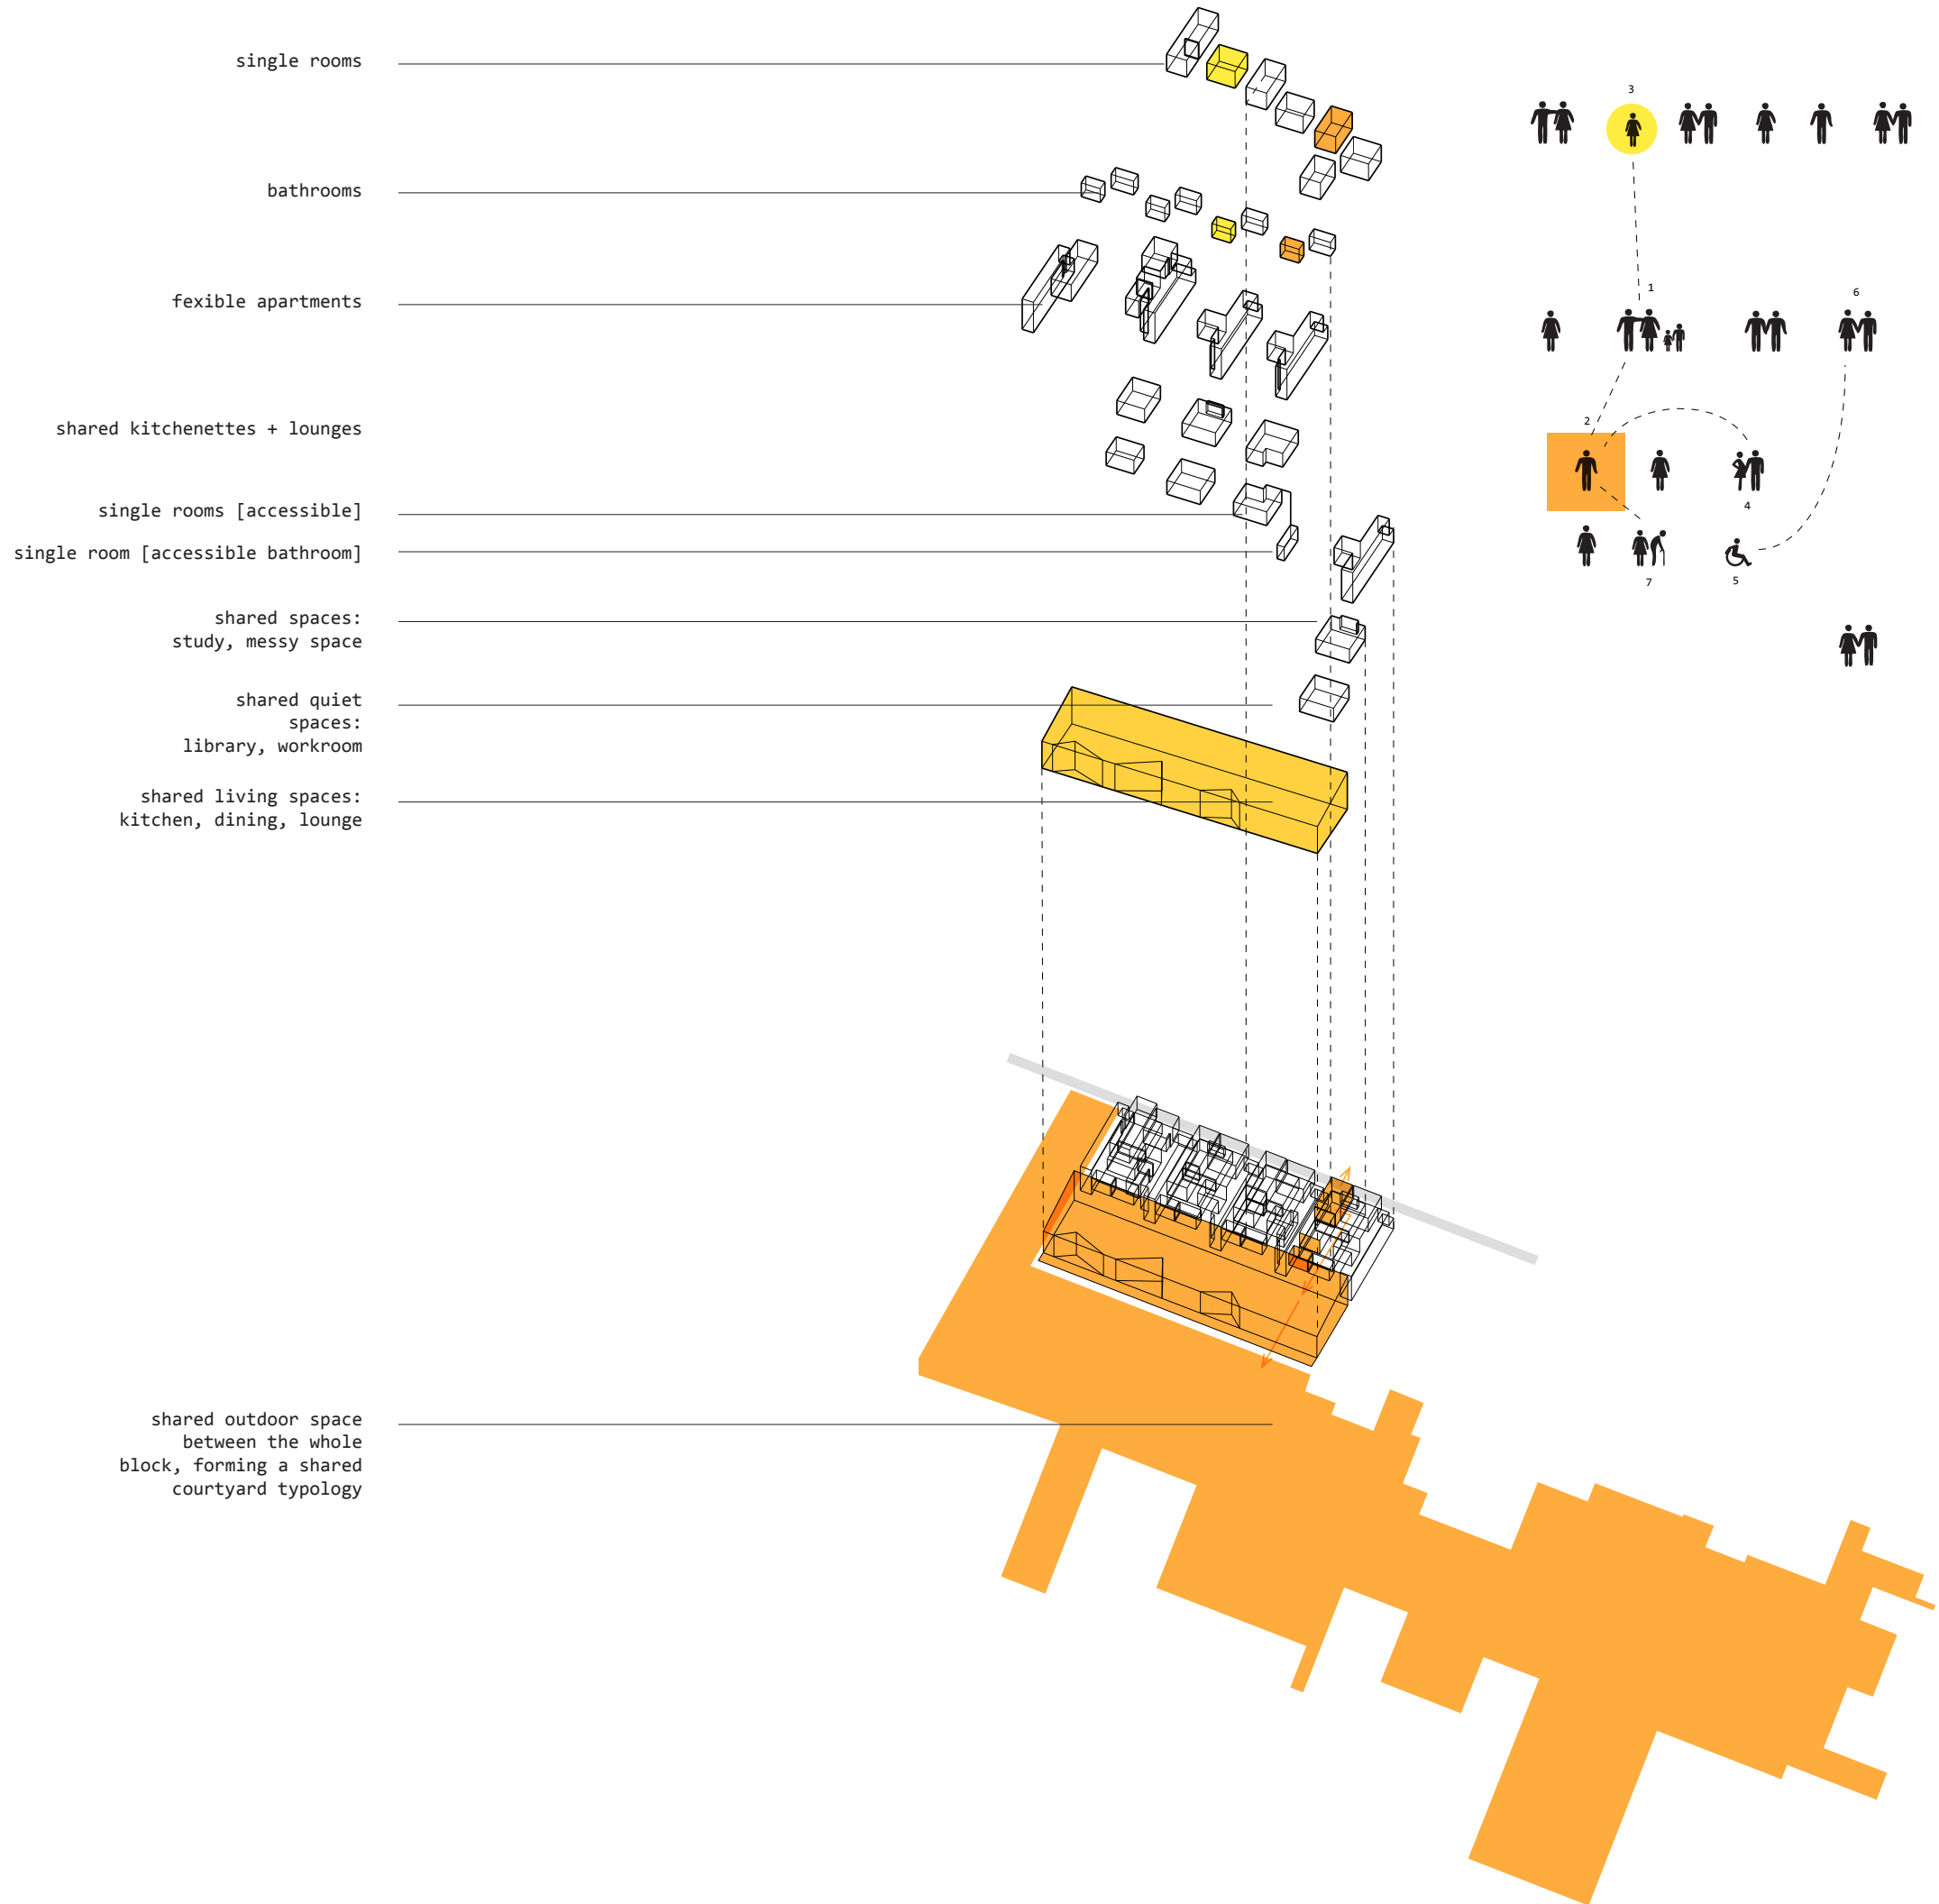 single rooms
bathrooms
fexible apartments
shared kitchenettes + lounges
single rooms [accessible]
single room [accessible bathroom]
shared spaces:
study, messy space
shared quiet
spaces:
library, workroom
shared living spaces:
kitchen, dining, lounge
shared outdoor space
between the whole
block, forming a shared
courtyard typology
3
1
6
2
4
7
5